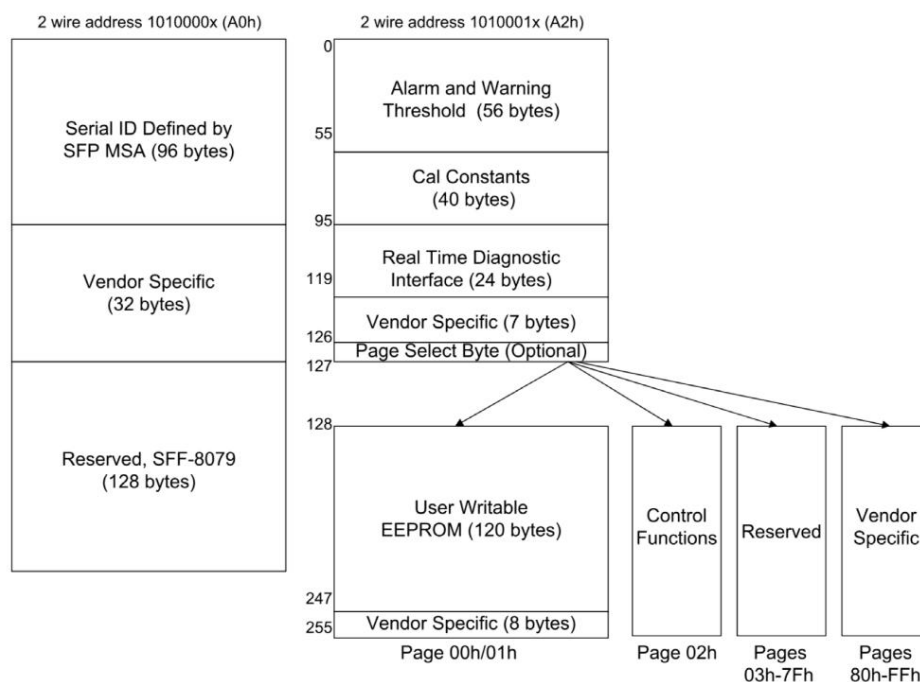 2 wire address 1010000x (A0h)
Serial ID Defined by
SFP MSA (96 bytes)
Vendor Specific
(32 bytes)
Reserved, SFF-8079
(128 bytes)
2 wire address 1010001x (A2h)
0
Alarm and Warning
Threshold (56 bytes)
55
Cal Constants
(40 bytes)
95
Real Time Diagnostic
Interface (24 bytes)
119
Vendor Specific (7 bytes)
126
Page Select Byte (Optional)
127
128
User Writable
EEPROM (120 bytes)
247
Vendor Specific (8 bytes)
255
Page 00h/01h
Control
Functions
Page 02h
Reserved
Pages
03h-7Fh
Vendor
Specific
Pages
80h-FFh